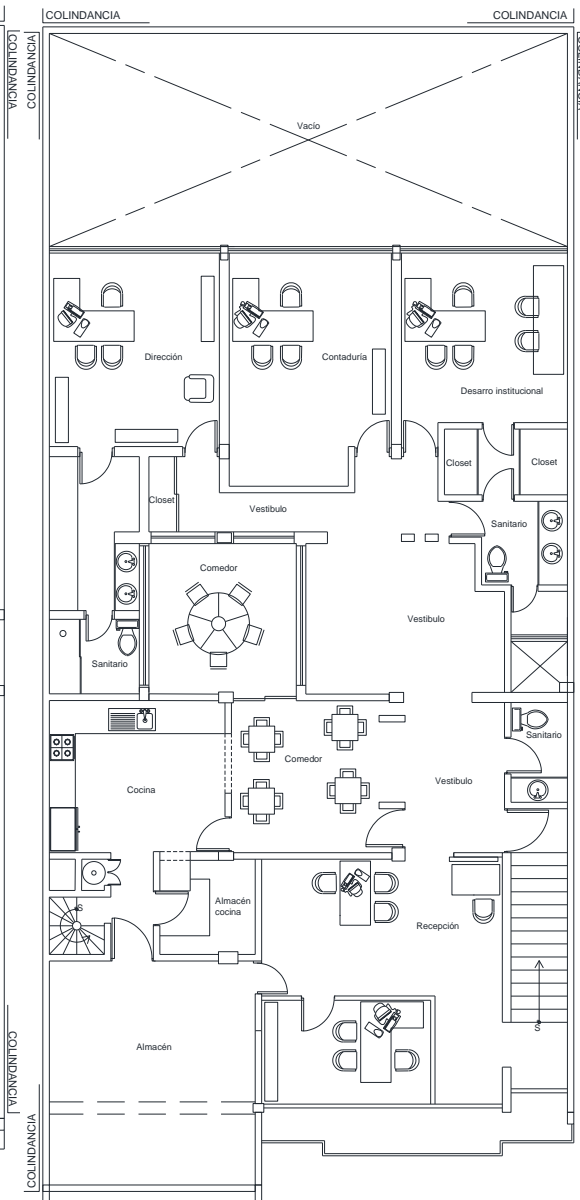 COLINDANCIA
COLINDANCIA
COLINDANCIA
COLINDANCIA
Vacío
Dirección
Contaduría
Desarro institucional
Closet
Closet
Closet
Vestibulo
Sanitario
Comedor
Vestibulo
Sanitario
Sanitario
Comedor
Vestibulo
Cocina
Almacén
cocina
S
Recepción
S
Almacén
COLINDANCIA
COLINDANCIA